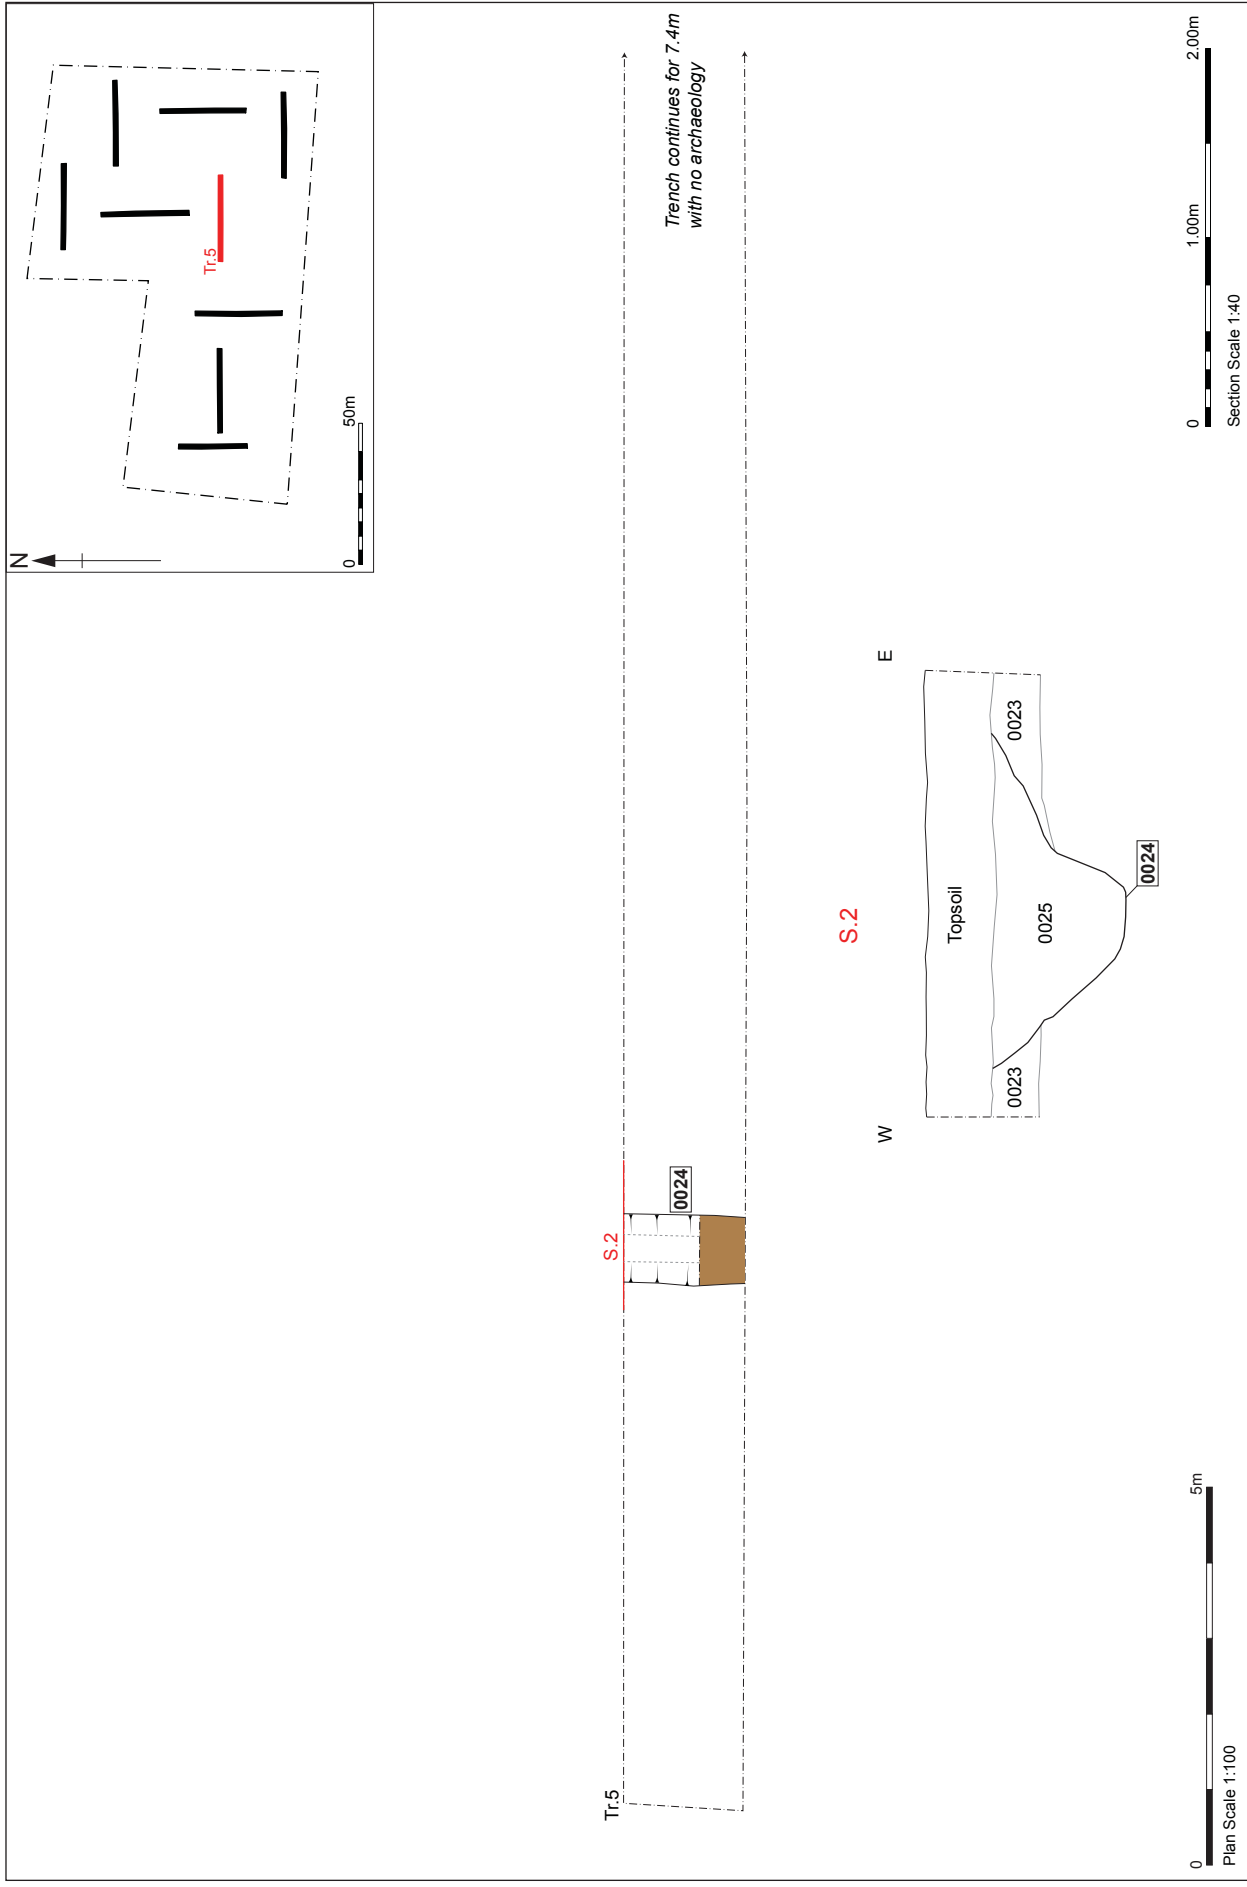 N
Tr.5
0
50m
Trench continues for 7.4m
with no archaeology
S.2
0024
Tr.5
S.2
W
E
Topsoil
0023
0025
0023
0024
0
5m
Plan Scale 1:100
0
1.00m
2.00m
Section Scale 1:40